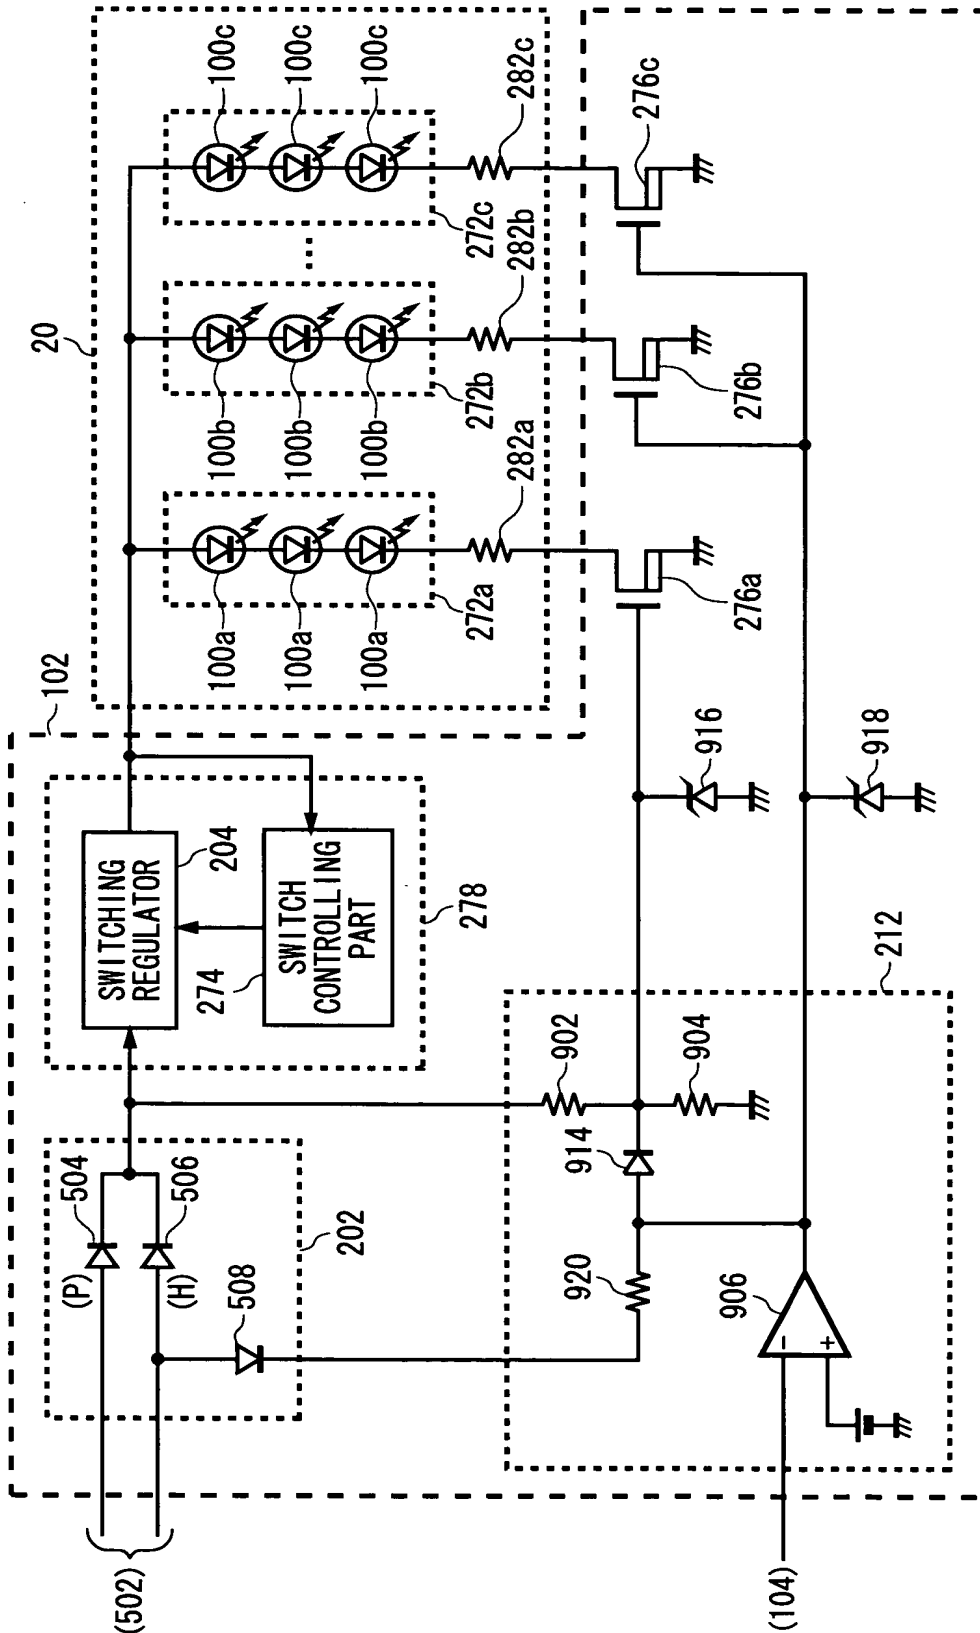 20
102
100c
100c
100c
282c
276c
272c
282b
100b
100b
100b
272b
276b
282a
100a
100a
100a
272a
276a
204
SWITCHING
REGULATOR
274
SWITCH
CONTROLLING
PART
278
916
918
212
504
(P)
506
(H)
202
508
902
904
914
920
906
−
+
(502)
(104)